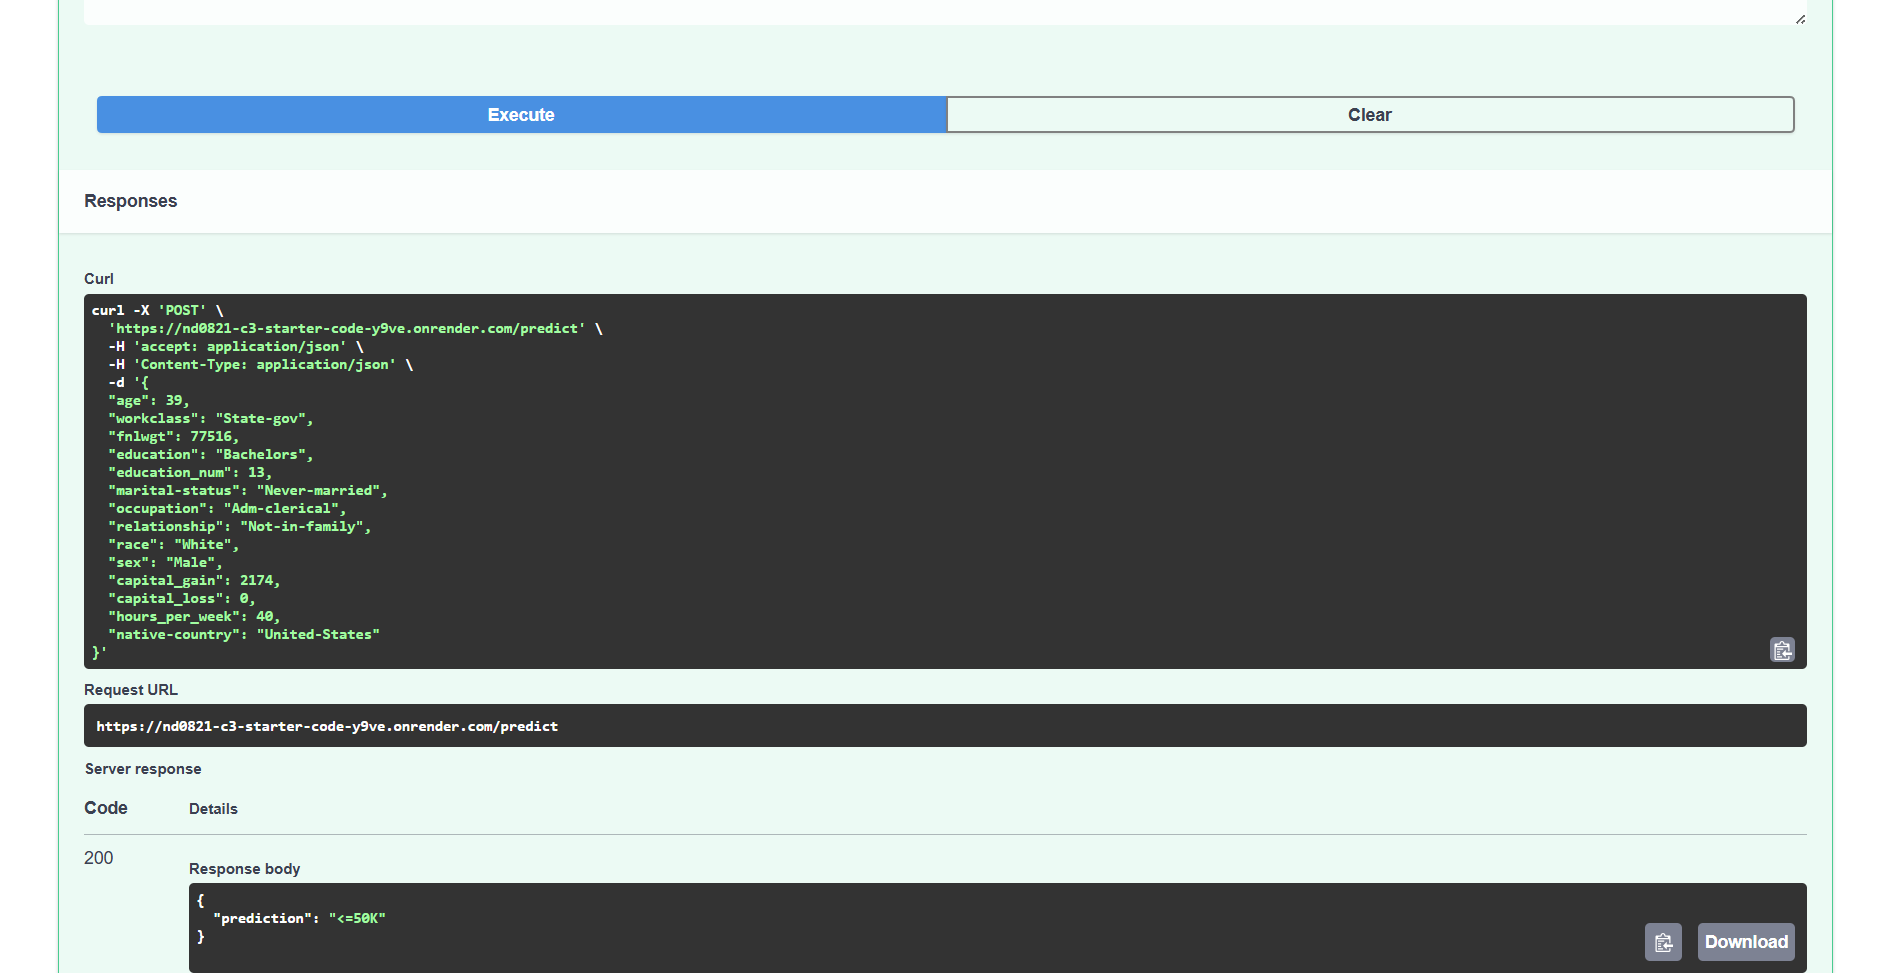 Execute
Clear
Responses
Curl
curl -X 'POST' \
  'https://nd0821-c3-starter-code-y9ve.onrender.com/predict' \
  -H 'accept: application/json' \
  -H 'Content-Type: application/json' \
  -d '{
  "age": 39,
  "workclass": "State-gov",
  "fnlwgt": 77516,
  "education": "Bachelors",
  "education_num": 13,
  "marital-status": "Never-married",
  "occupation": "Adm-clerical",
  "relationship": "Not-in-family",
  "race": "White",
  "sex": "Male",
  "capital_gain": 2174,
  "capital_loss": 0,
  "hours_per_week": 40,
  "native-country": "United-States"
}'
Request URL
https://nd0821-c3-starter-code-y9ve.onrender.com/predict
Server response
Code
Details
200
Response body
{
  "prediction": "<=50K"
}
Download